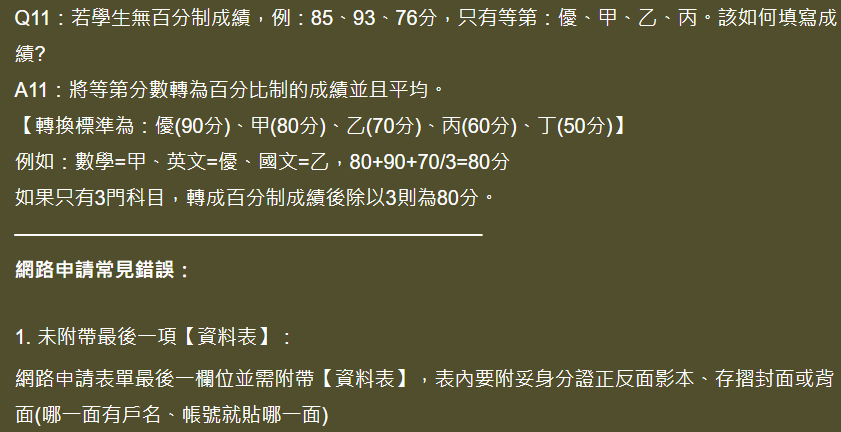 Q11：若學生無百分制成績，例：85、93、76分，只有等第：優、甲、乙、丙。該如何填寫成
績?
A11：將等第分數轉為百分比制的成績並且平均。
【轉換標準為：優(90分)、甲(80分)、乙(70分)、丙(60分)、丁(50分)】
例如：數學=甲、英文=優、國文=乙，80+90+70/3=80分
如果只有3門科目，轉成百分制成績後除以3則為80分。
網路申請常見錯誤：
1. 未附帶最後一項【資料表】：
網路申請表單最後一欄位並需附帶【資料表】，表內要附妥身分證正反面影本、存摺封面或背
面(哪一面有戶名、帳號就貼哪一面)